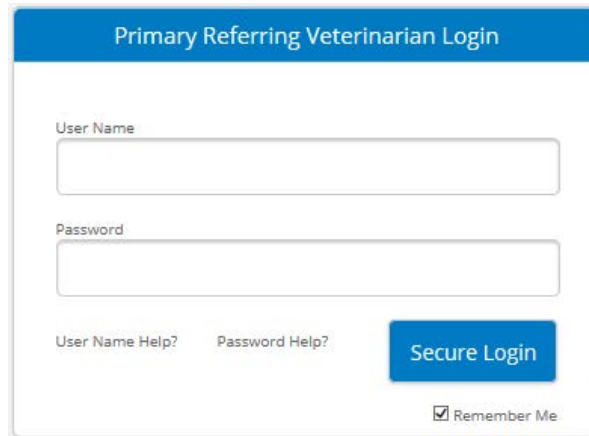 Primary Referring Veterinarian Login
User Name
Password
User Name Help? Password Help?
Secure Login
Remember Me